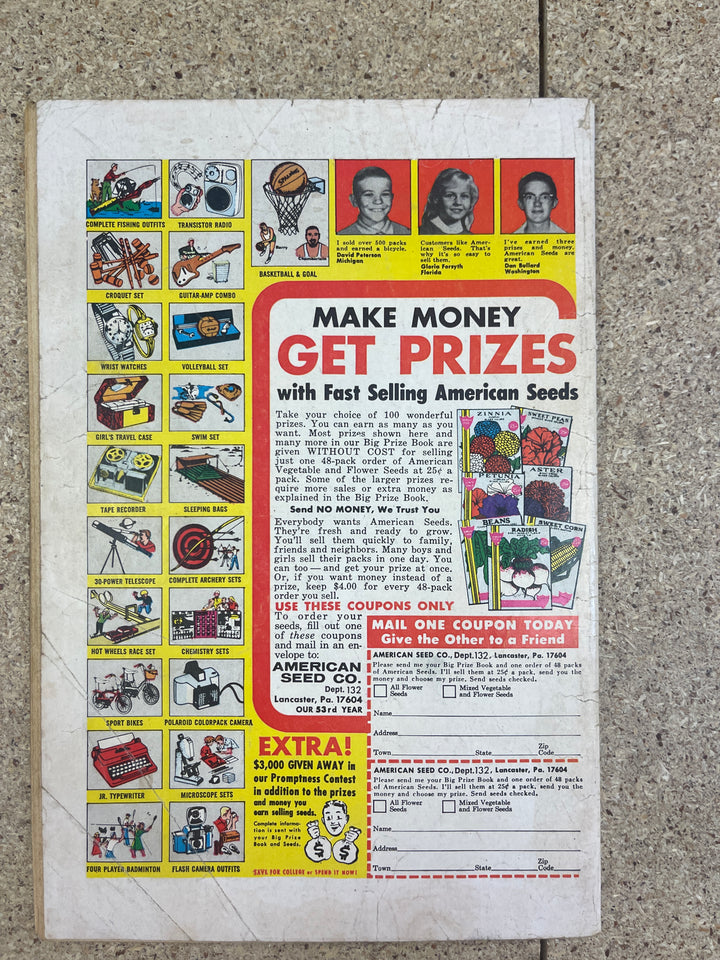 COMPLETE FISHING OUTFITS
TRANSISTOR RADIO
SPALDING
BASKETBALL & GOAL
I sold over 500 packs
and earned a bicycle.
David Peterson
Michigan
Customers like Amer-
ican Seeds. That's
why it's so easy to
sell them.
Gloria Forsyth
Florida
I've earned three
prizes and money.
American Seeds are
great.
Dan Bullard
Washington
CROQUET SET
GUITAR-AMP COMBO
WRIST WATCHES
VOLLEYBALL SET
GIRL'S TRAVEL CASE
SWIM SET
TAPE RECORDER
SLEEPING BAGS
30-POWER TELESCOPE
COMPLETE ARCHERY SETS
HOT WHEELS RACE SET
CHEMISTRY SETS
SPORT BIKES
POLAROID COLORPACK CAMERA
JR. TYPEWRITER
MICROSCOPE SETS
FOUR PLAYER BADMINTON
FLASH CAMERA OUTFITS
MAKE MONEY
GET PRIZES
with Fast Selling American Seeds
Take your choice of 100 wonderful
prizes. You can earn as many as you
want. Most prizes shown here and
many more in our Big Prize Book are
given WITHOUT COST for selling
just one 48-pack order of American
Vegetable and Flower Seeds at 25¢ a
pack. Some of the larger prizes re-
quire more sales or extra money as
explained in the Big Prize Book.
Send NO MONEY, We Trust You
Everybody wants American Seeds.
They're fresh and ready to grow.
You'll sell them quickly to family,
friends and neighbors. Many boys and
girls sell their packs in one day. You
can too — and get your prize at once.
Or, if you want money instead of a
prize, keep $4.00 for every 48-pack
order you sell.
ZINNIA
SWEET PEAS
PETUNIA
ASTER
BEANS
RADISH
SWEET CORN
USE THESE COUPONS ONLY
To order your
seeds, fill out one
of these coupons
and mail in an en-
velope to:
AMERICAN
SEED CO.
Dept. 132
Lancaster, Pa. 17604
OUR 53rd YEAR
EXTRA!
$3,000 GIVEN AWAY in
our Promptness Contest
in addition to the prizes
and money you
earn selling seeds.
Complete informa-
tion is sent with
your Big Prize
Book and Seeds.
$
$
SAVE FOR COLLEGE or SPEND IT NOW!
MAIL ONE COUPON TODAY
Give the Other to a Friend
AMERICAN SEED CO., Dept. 132, Lancaster, Pa. 17604
Please send me your Big Prize Book and one order of 48 packs
of American Seeds. I'll sell them at 25¢ a pack, send you the
money and choose my prize. Send seeds checked.
All Flower
Seeds
Mixed Vegetable
and Flower Seeds
Name
Address
Town State Zip Code
AMERICAN SEED CO., Dept. 132, Lancaster, Pa. 17604
Please send me your Big Prize Book and one order of 48 packs
of American Seeds. I'll sell them at 25¢ a pack, send you the
money and choose my prize. Send seeds checked.
All Flower
Seeds
Mixed Vegetable
and Flower Seeds
Name
Address
Town State Zip Code